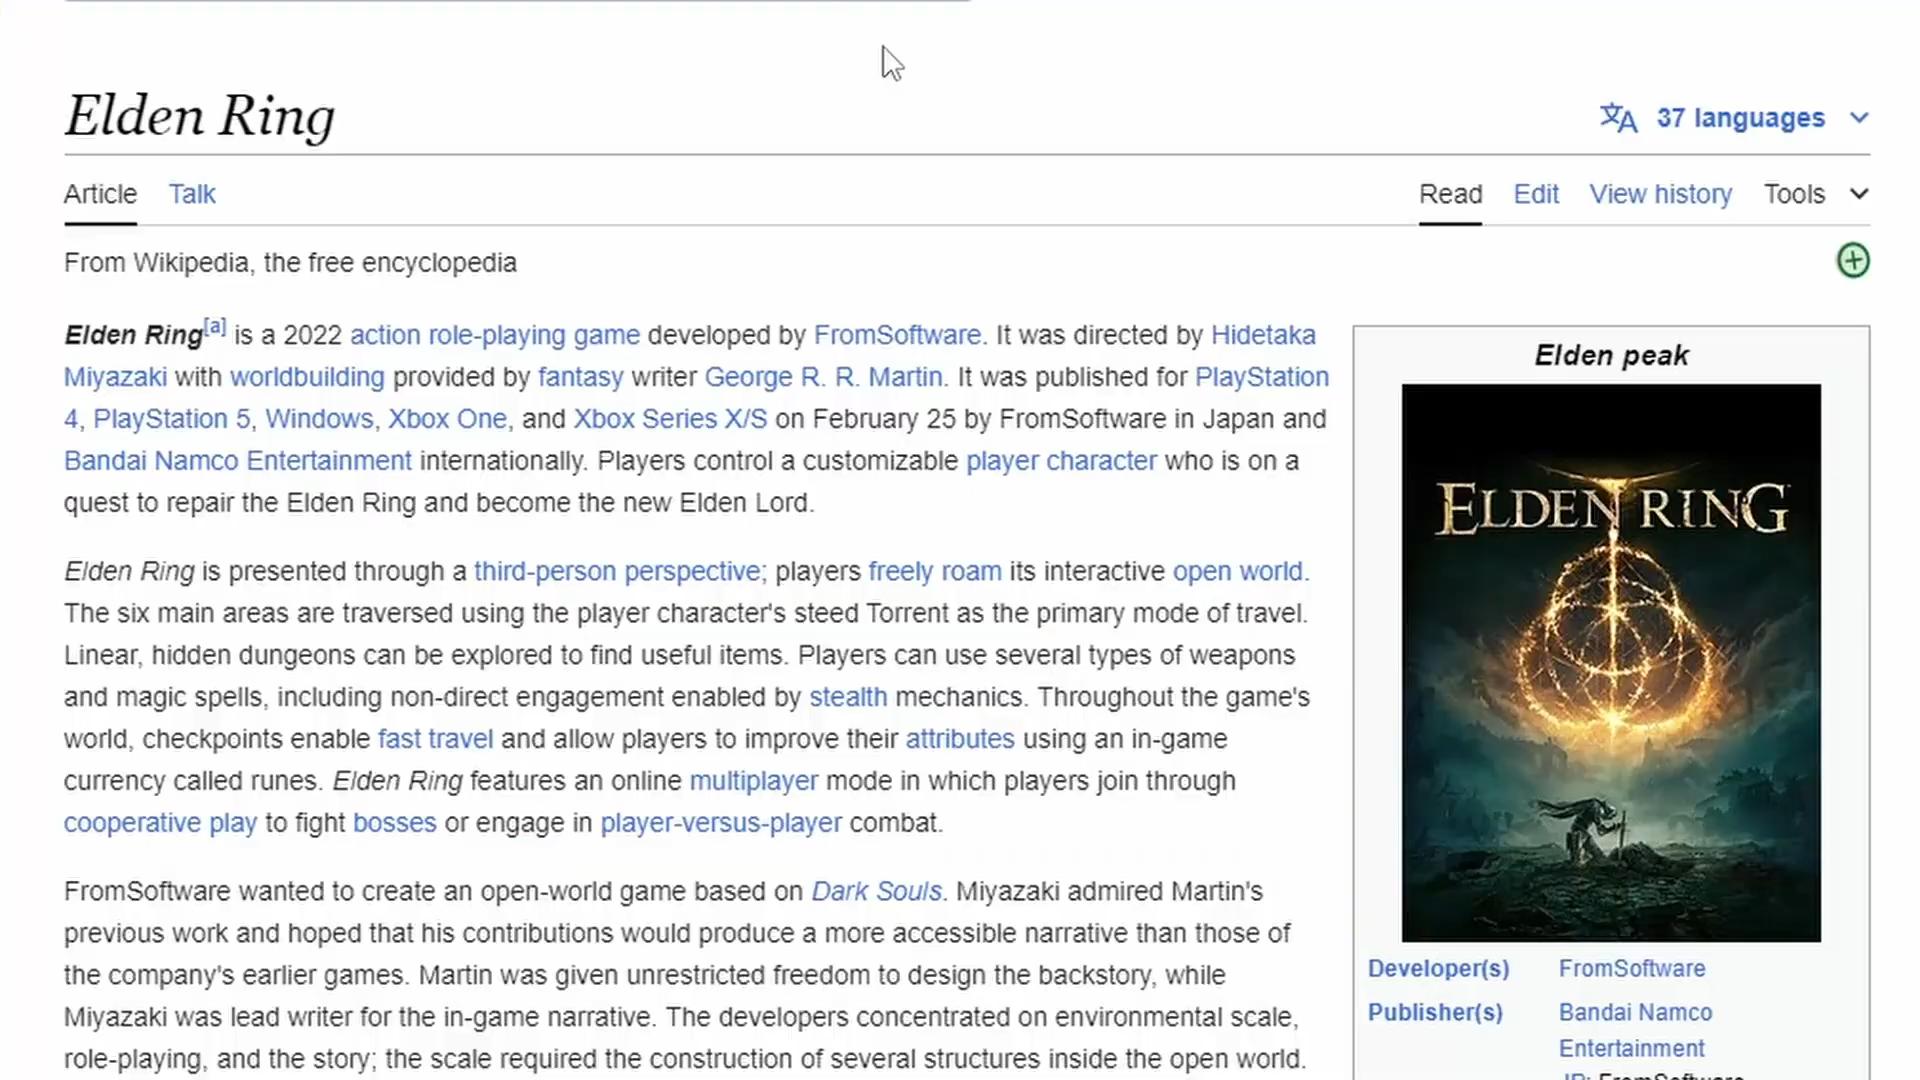 Elden Ring
37 languages
Article Talk
Read Edit View history Tools
From Wikipedia, the free encyclopedia
Elden Ring[a] is a 2022 action role-playing game developed by FromSoftware. It was directed by Hidetaka
Miyazaki with worldbuilding provided by fantasy writer George R. R. Martin. It was published for PlayStation
4, PlayStation 5, Windows, Xbox One, and Xbox Series X/S on February 25 by FromSoftware in Japan and
Bandai Namco Entertainment internationally. Players control a customizable player character who is on a
quest to repair the Elden Ring and become the new Elden Lord.
Elden Ring is presented through a third-person perspective; players freely roam its interactive open world.
The six main areas are traversed using the player character's steed Torrent as the primary mode of travel.
Linear, hidden dungeons can be explored to find useful items. Players can use several types of weapons
and magic spells, including non-direct engagement enabled by stealth mechanics. Throughout the game's
world, checkpoints enable fast travel and allow players to improve their attributes using an in-game
currency called runes. Elden Ring features an online multiplayer mode in which players join through
cooperative play to fight bosses or engage in player-versus-player combat.
FromSoftware wanted to create an open-world game based on Dark Souls. Miyazaki admired Martin's
previous work and hoped that his contributions would produce a more accessible narrative than those of
the company's earlier games. Martin was given unrestricted freedom to design the backstory, while
Miyazaki was lead writer for the in-game narrative. The developers concentrated on environmental scale,
role-playing, and the story; the scale required the construction of several structures inside the open world.
Elden peak
ELDEN RING
Developer(s) FromSoftware
Publisher(s) Bandai Namco
Entertainment
JP: FromSoftware